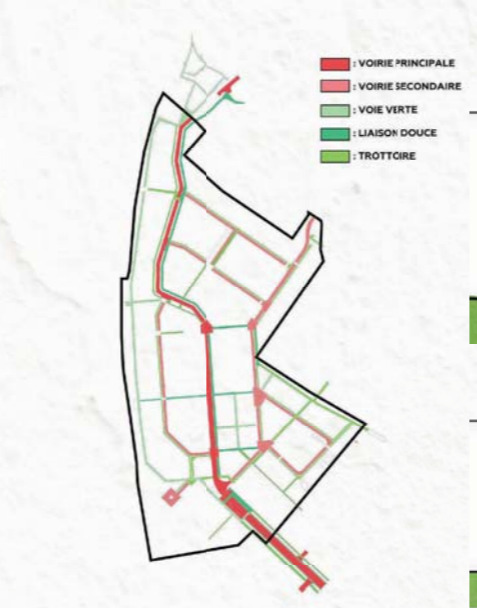 : VOIRIE PRINCIPALE
: VOIRIE SECONDAIRE
: VOIE VERTE
: LIAISON DOUCE
: TROTTOIRE